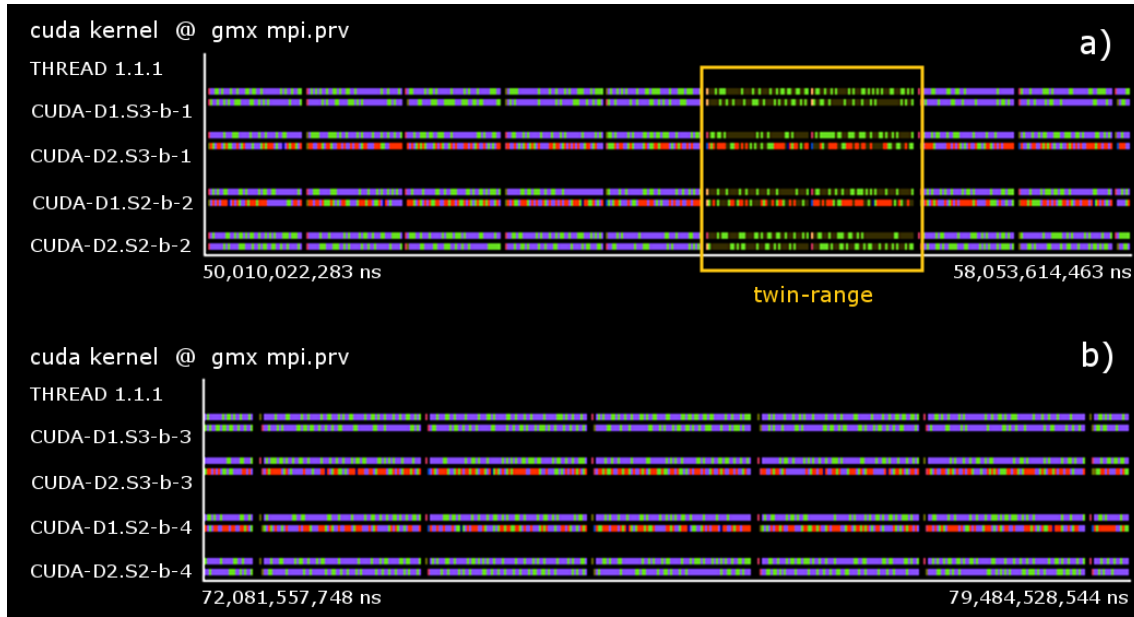 cuda kernel @ gmx mpi.prv
a)
THREAD 1.1.1
CUDA-D1.S3-b-1
CUDA-D2.S3-b-1
CUDA-D1.S2-b-2
CUDA-D2.S2-b-2
50,010,022,283 ns
58,053,614,463 ns
twin-range
cuda kernel @ gmx mpi.prv
b)
THREAD 1.1.1
CUDA-D1.S3-b-3
CUDA-D2.S3-b-3
CUDA-D1.S2-b-4
CUDA-D2.S2-b-4
72,081,557,748 ns
79,484,528,544 ns